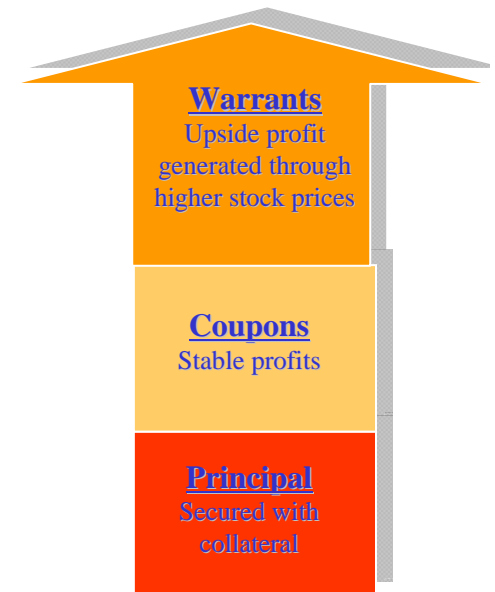 Warrants
Upside profit
generated through
higher stock prices
Coupons
Stable profits
Principal
Secured with
collateral